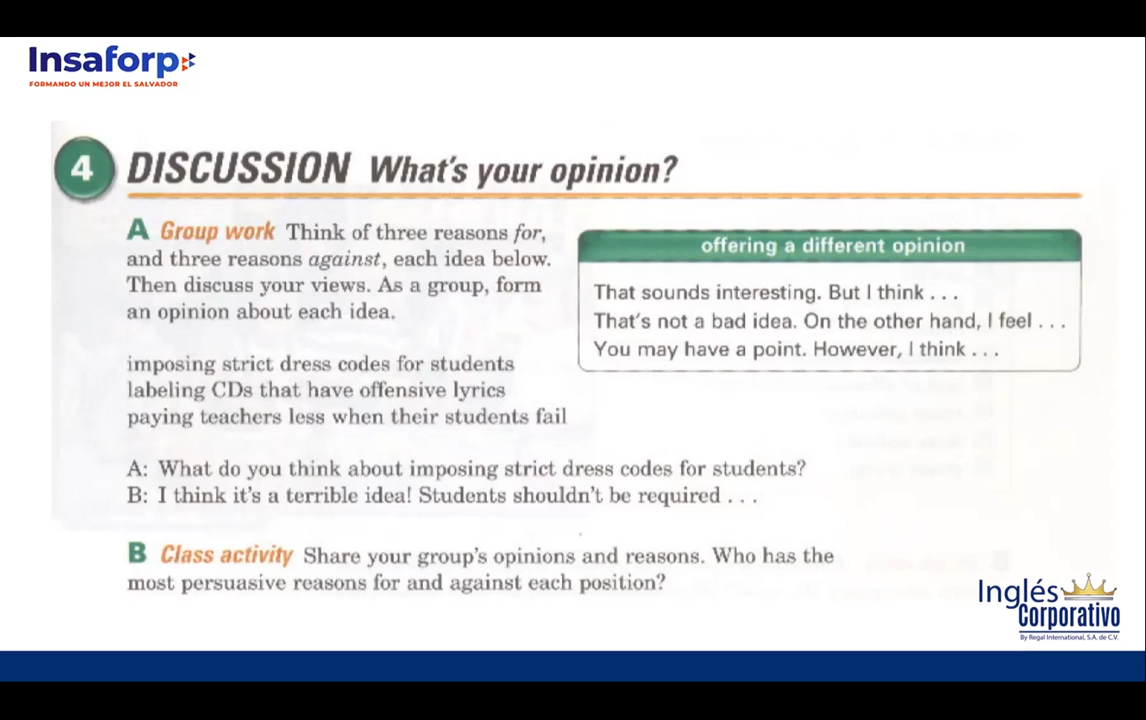 Insaforp
FORMANDO UN MEJOR EL SALVADOR
4 DISCUSSION What's your opinion?
A Group work Think of three reasons for,
and three reasons against, each idea below.
Then discuss your views. As a group, form
an opinion about each idea.
offering a different opinion
That sounds interesting. But I think . . .
That's not a bad idea. On the other hand, I feel . . .
You may have a point. However, I think . . .
imposing strict dress codes for students
labeling CDs that have offensive lyrics
paying teachers less when their students fail
A: What do you think about imposing strict dress codes for students?
B: I think it's a terrible idea! Students shouldn't be required . . .
B Class activity Share your group's opinions and reasons. Who has the
most persuasive reasons for and against each position?
Inglés
Corporativo
By Regal International, S.A. de C.V.